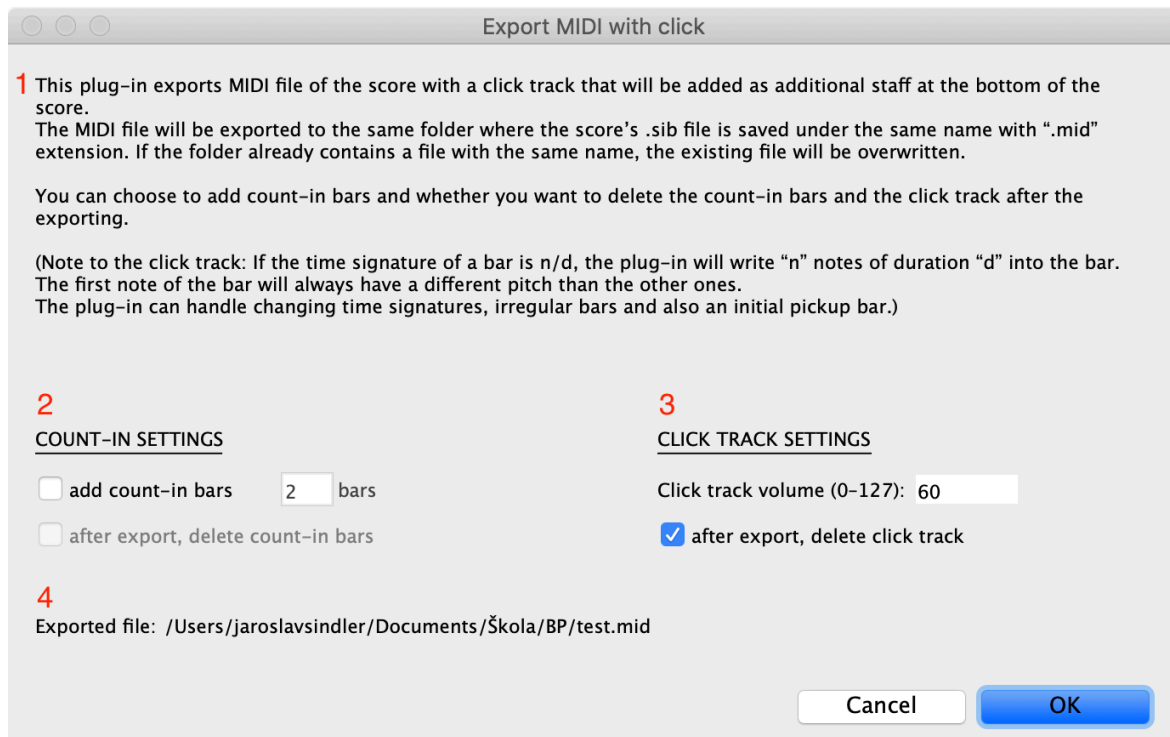 Export MIDI with click
1 This plug-in exports MIDI file of the score with a click track that will be added as additional staff at the bottom of the
score.
The MIDI file will be exported to the same folder where the score's .sib file is saved under the same name with “.mid”
extension. If the folder already contains a file with the same name, the existing file will be overwritten.
You can choose to add count-in bars and whether you want to delete the count-in bars and the click track after the
exporting.
(Note to the click track: If the time signature of a bar is n/d, the plug-in will write “n” notes of duration “d” into the bar.
The first note of the bar will always have a different pitch than the other ones.
The plug-in can handle changing time signatures, irregular bars and also an initial pickup bar.)
2
COUNT-IN SETTINGS
add count-in bars 2 bars
after export, delete count-in bars
3
CLICK TRACK SETTINGS
Click track volume (0-127): 60
after export, delete click track
4
Exported file: /Users/jaroslavsindler/Documents/Škola/BP/test.mid
Cancel OK